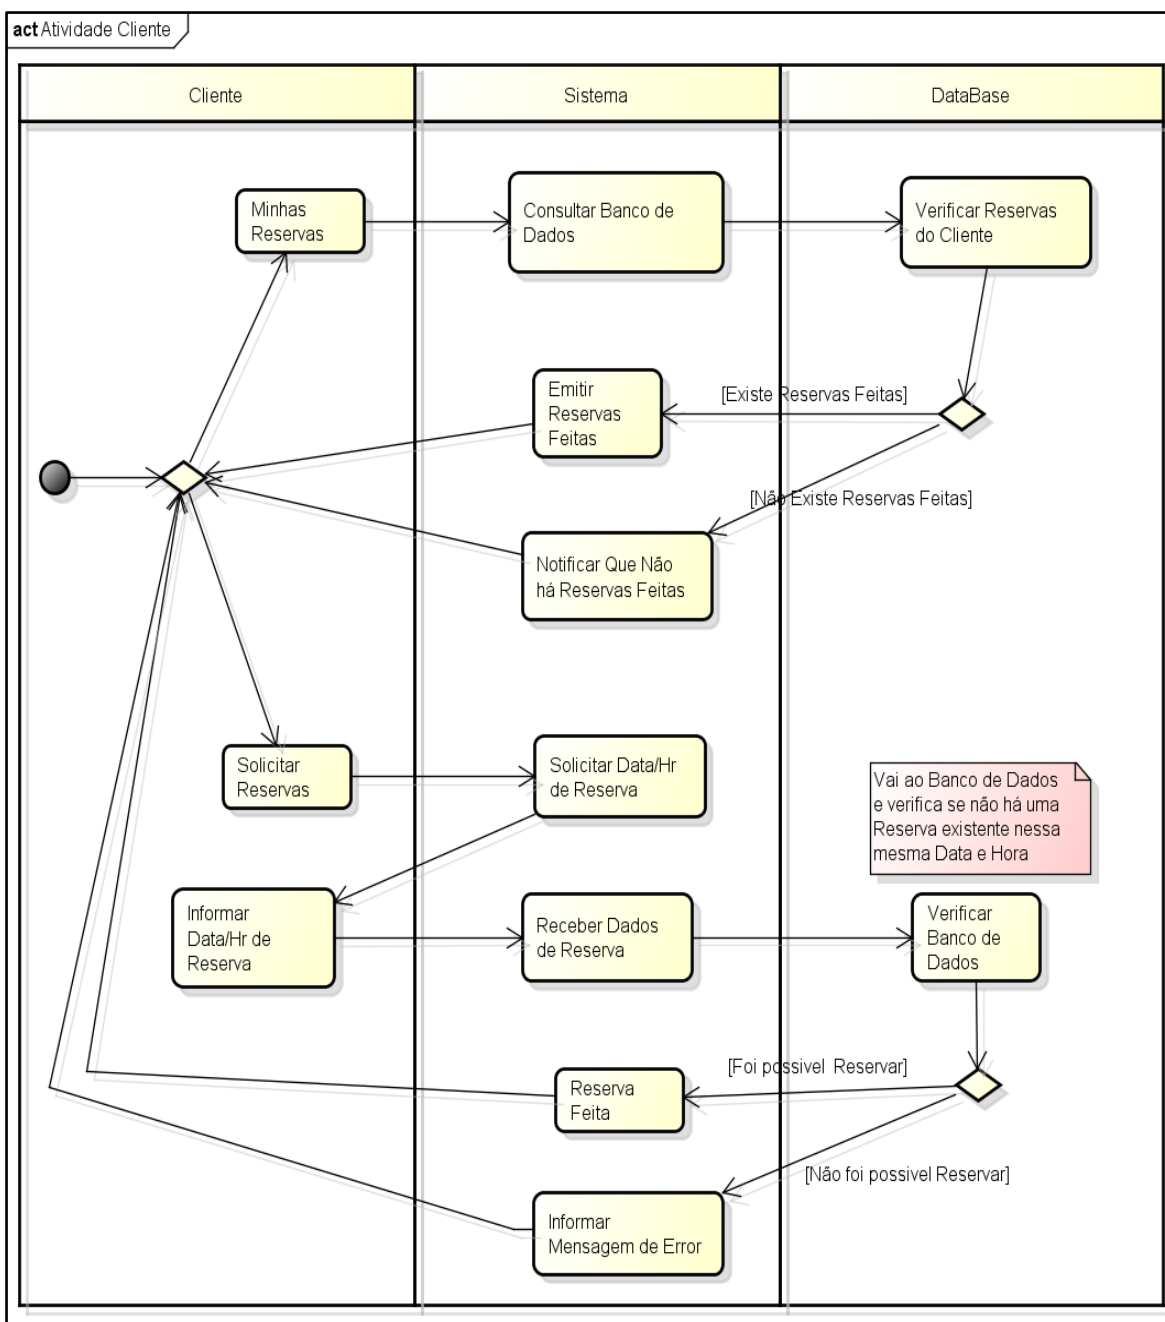 act Atividade Cliente
Cliente
Sistema
DataBase
Minhas
Reservas
Consultar Banco de
Dados
Verificar Reservas
do Cliente
Emitir
Reservas
Feitas
[Existe Reservas Feitas]
[Não Existe Reservas Feitas]
Notificar Que Não
há Reservas Feitas
Solicitar
Reservas
Solicitar Data/Hr
de Reserva
Vai ao Banco de Dados
e verifica se não há uma
Reserva existente nessa
mesma Data e Hora
Informar
Data/Hr de
Reserva
Receber Dados
de Reserva
Verificar
Banco de
Dados
[Foi possivel Reservar]
Reserva
Feita
[Não foi possivel Reservar]
Informar
Mensagem de Error